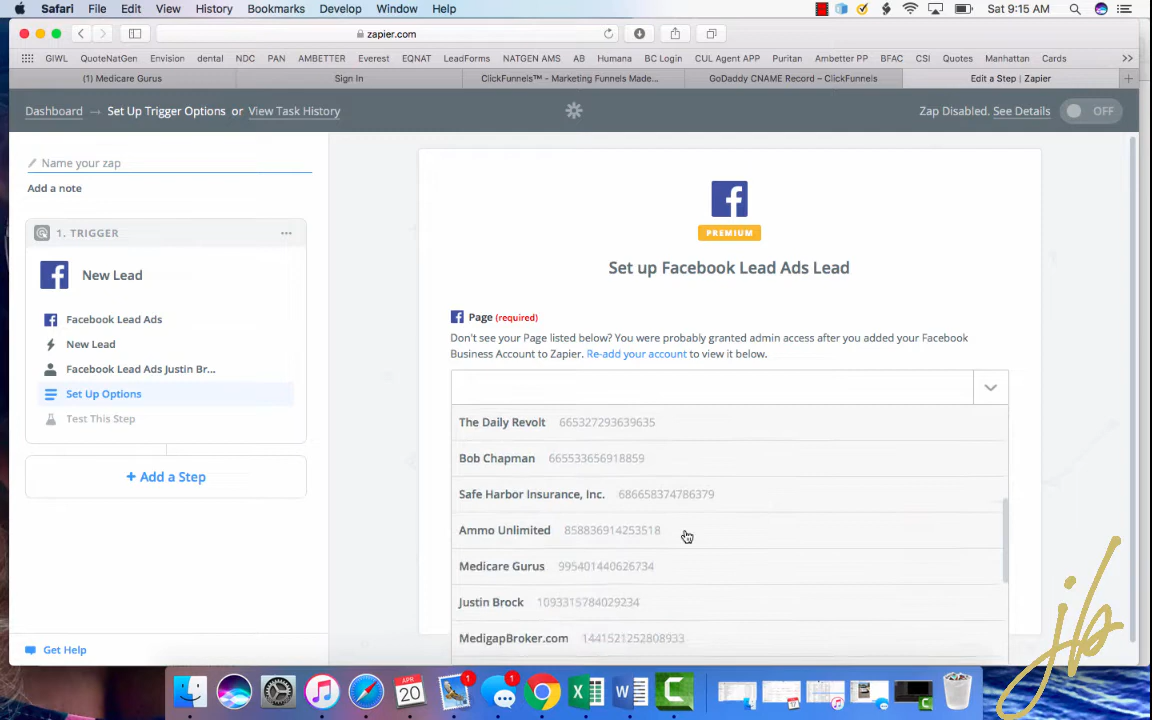 Safari File Edit View History Bookmarks Develop Window Help Sat 9:15 AM
zapier.com
GIWL QuoteNatGen Envision dental NDC PAN AMBETTER Everest EQNAT LeadForms NATGEN AMS AB Humana BC Login CUL Agent APP Ambetter PP Puritan BFAC CSI Quotes Manhattan Cards
(1) Medicare Gurus Sign In ClickFunnels™ - Marketing Funnels Made... GoDaddy CNAME Record – ClickFunnels Edit a Step | Zapier
Dashboard → Set Up Trigger Options or View Task History Zap Disabled. See Details OFF
Name your zap
Add a note
1. TRIGGER
New Lead
Facebook Lead Ads
New Lead
Facebook Lead Ads Justin Br...
Set Up Options
Test This Step
+ Add a Step
Get Help
PREMIUM
Set up Facebook Lead Ads Lead
Page (required)
Don't see your Page listed below? You were probably granted admin access after you added your Facebook
Business Account to Zapier. Re-add your account to view it below.
The Daily Revolt 665327293639635
Bob Chapman 665533656918859
Safe Harbor Insurance, Inc. 686658374786379
Ammo Unlimited 858836914253518
Medicare Gurus 995401440626734
Justin Brock 1093315784029234
MedigapBroker.com 1441521252808933
APR
20
1
1
jb